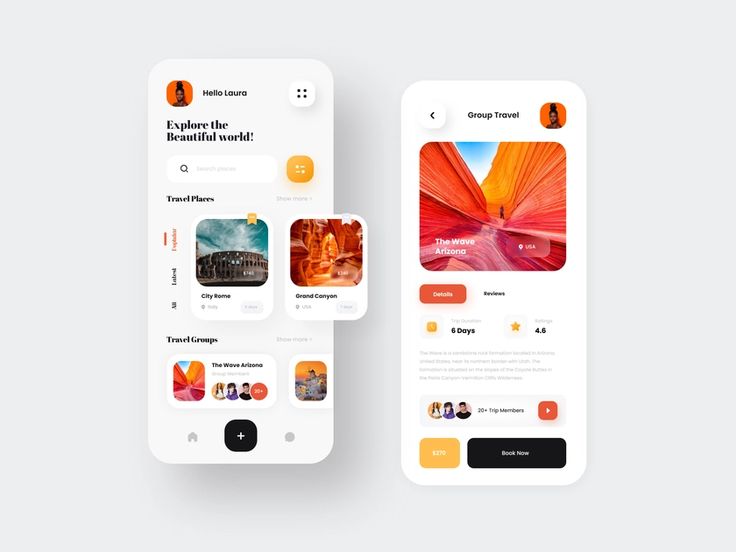 Hello Laura
Explore the
Beautiful world!
Search places
Travel Places
Show more >
Popular
Latest
All
$748
City Rome
Italy
$348
Grand Canyon
USA
7 days
Travel Groups
Show more >
The Wave Arizona
Group Members
20+
+
Group Travel
The Wave
Arizona
USA
Details
Reviews
Trip Duration
6 Days
Ratings
4.6
The Wave is a sandstone rock formation located in Arizona,
United States, near its northern border with Utah. The
formation is situated on the slopes of the Coyote Buttes in
the Paria Canyon-Vermilion Cliffs Wilderness.
20+ Trip Members
$270
Book Now